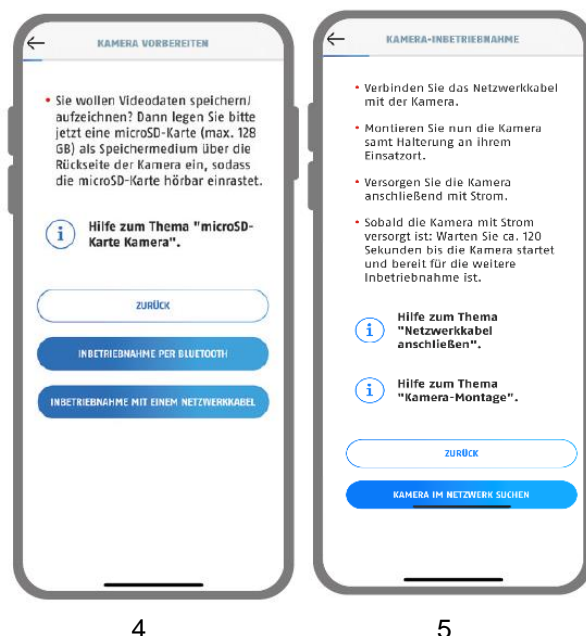 KAMERA VORBEREITEN
• Sie wollen Videodaten speichern/
aufzeichnen? Dann legen Sie bitte
jetzt eine microSD-Karte (max. 128
GB) als Speichermedium über die
Rückseite der Kamera ein, sodass
die microSD-Karte hörbar einrastet.
Hilfe zum Thema "microSD-
Karte Kamera".
ZURÜCK
INBETRIEBNAHME PER BLUETOOTH
INBETRIEBNAHME MIT EINEM NETZWERKKABEL
4
KAMERA-INBETRIEBNAHME
• Verbinden Sie das Netzwerkkabel
mit der Kamera.
• Montieren Sie nun die Kamera
samt Halterung an ihrem
Einsatzort.
• Versorgen Sie die Kamera
anschließend mit Strom.
• Sobald die Kamera mit Strom
versorgt ist: Warten Sie ca. 120
Sekunden bis die Kamera startet
und bereit für die weitere
Inbetriebnahme ist.
Hilfe zum Thema
"Netzwerkkabel
anschließen".
Hilfe zum Thema
"Kamera-Montage".
ZURÜCK
KAMERA IM NETZWERK SUCHEN
5